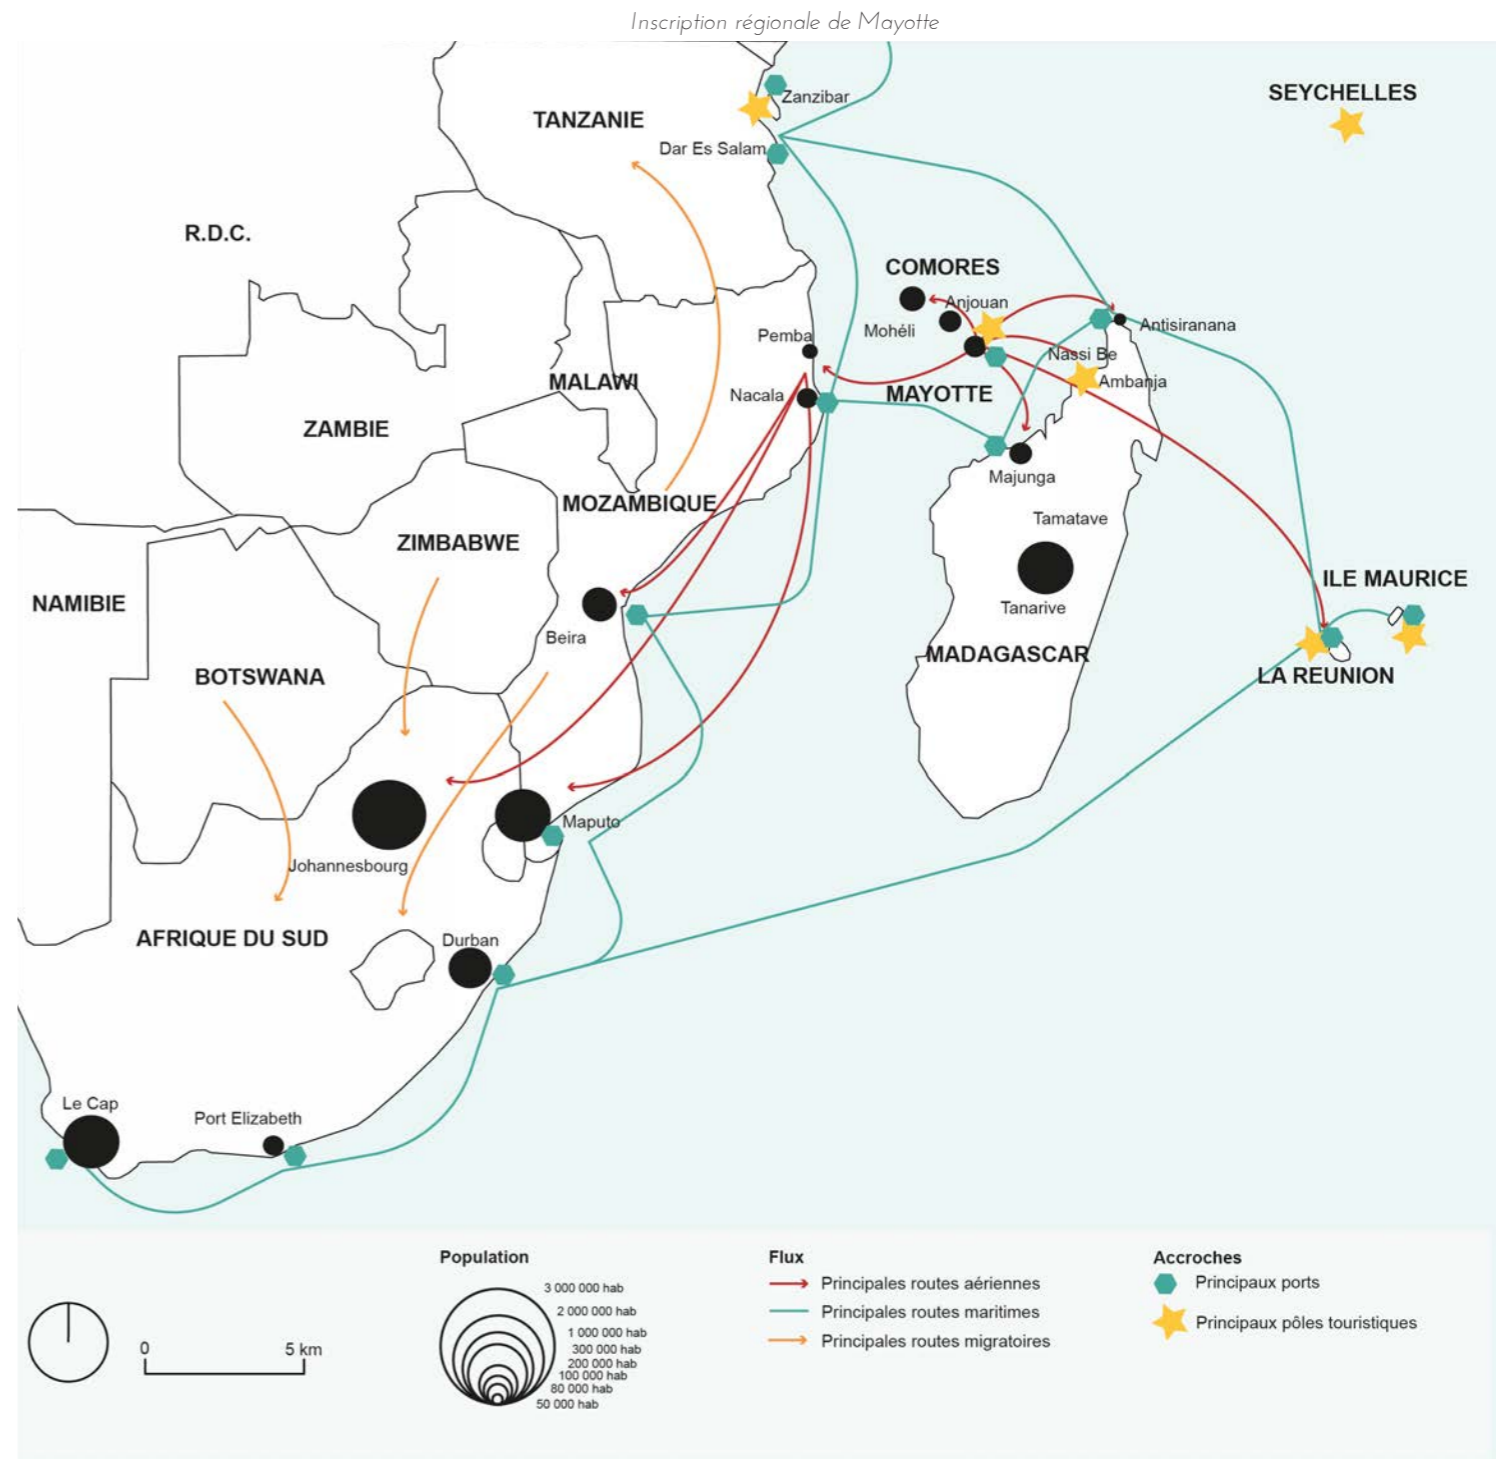 Inscription régionale de Mayotte
SEYCHELLES
Zanzibar
TANZANIE
Dar Es Salam
R.D.C.
COMORES
Anjouan
Mohéli
Antisiranana
Pemba
Nassi Be
MALAWI
Ambanja
Nacala
MAYOTTE
ZAMBIE
Majunga
MOZAMBIQUE
Tamatave
ZIMBABWE
ILE MAURICE
NAMIBIE
Tanarive
Beira
MADAGASCAR
BOTSWANA
LA REUNION
Maputo
Johannesbourg
AFRIQUE DU SUD
Durban
Le Cap
Port Elizabeth
0
5 km
Population
3 000 000 hab
2 000 000 hab
1 000 000 hab
300 000 hab
200 000 hab
100 000 hab
80 000 hab
50 000 hab
Flux
Principales routes aériennes
Principales routes maritimes
Principales routes migratoires
Accroches
Principaux ports
Principaux pôles touristiques